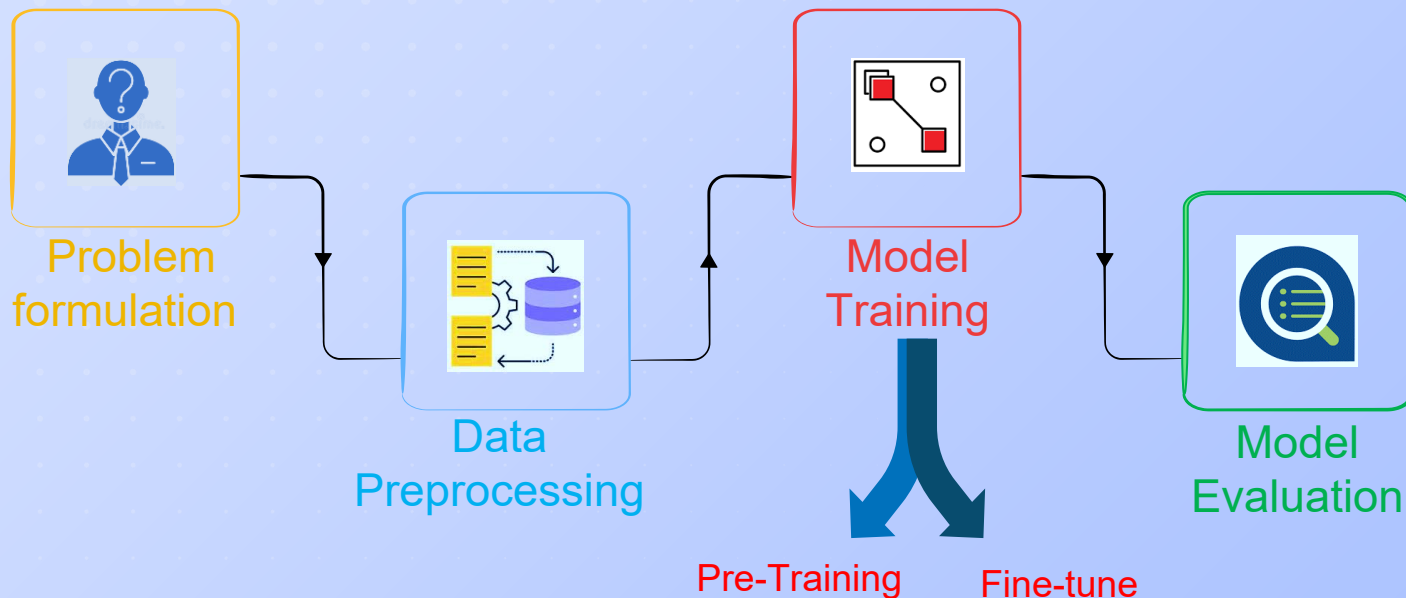 Problem
formulation
Data
Preprocessing
Model
Training
Pre-Training
Fine-tune
Model
Evaluation